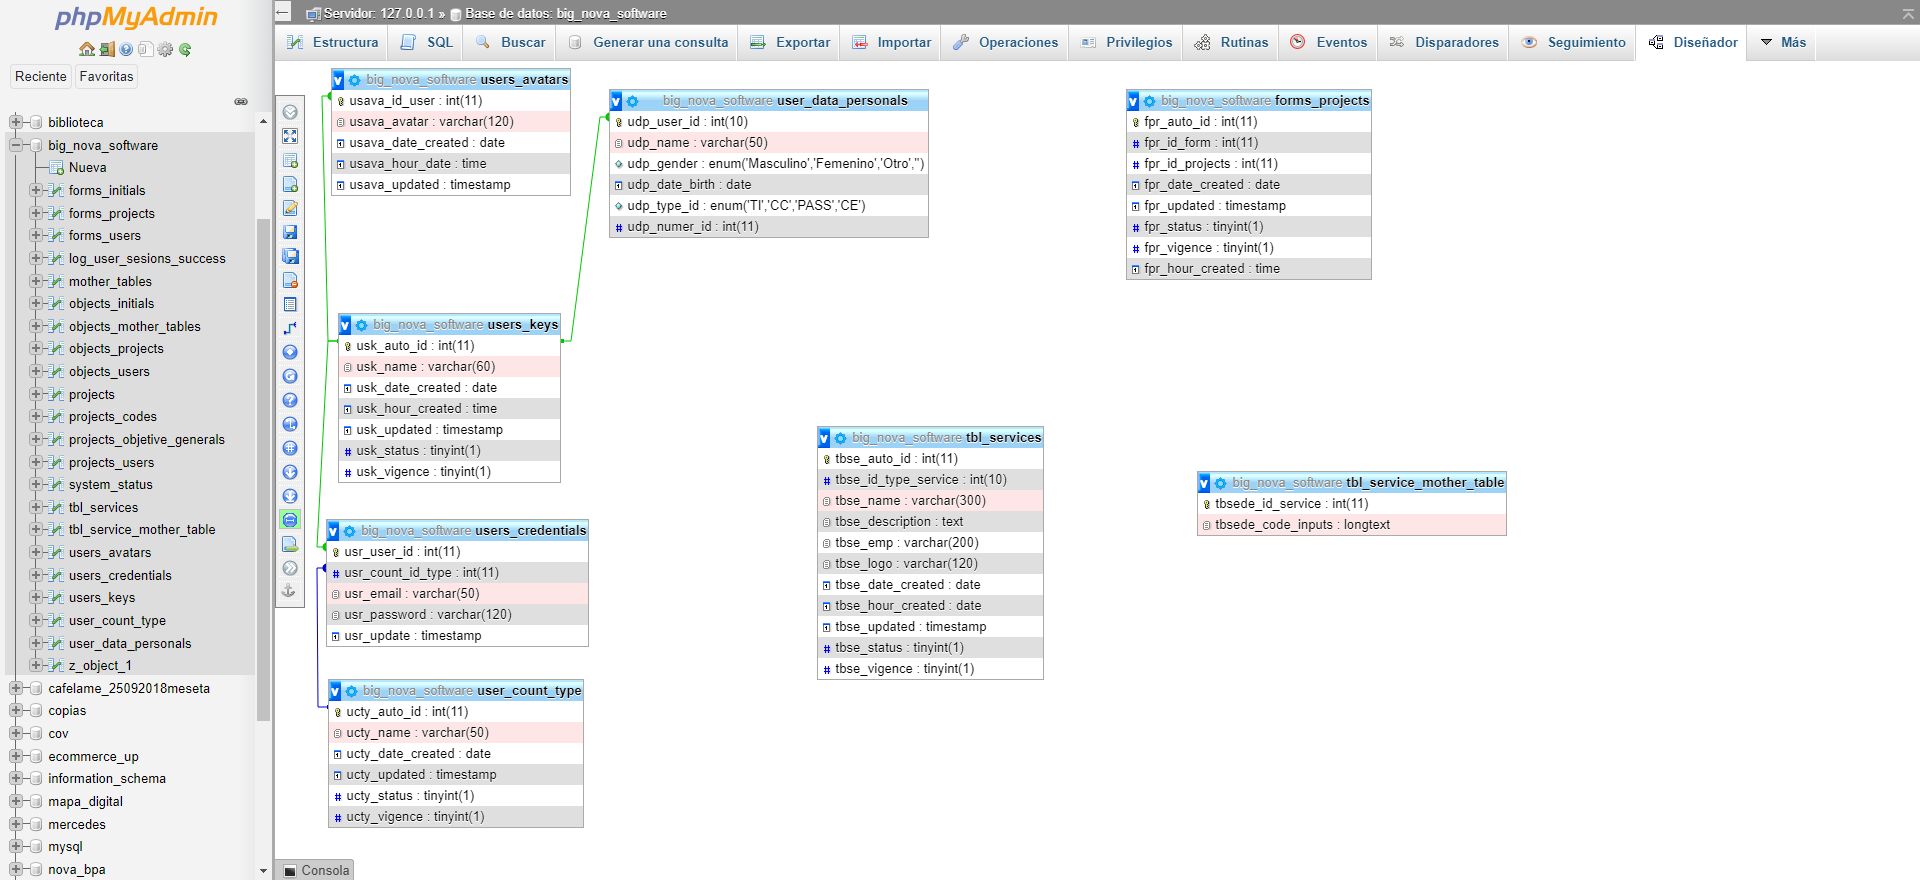 phpMyAdmin
Reciente
Favoritas
biblioteca
big_nova_software
Nueva
forms_initials
forms_projects
forms_users
log_user_sesions_success
mother_tables
objects_initials
objects_mother_tables
objects_projects
objects_users
projects
projects_codes
projects_objetive_generals
projects_users
system_status
tbl_services
tbl_service_mother_table
users_avatars
users_credentials
users_keys
user_count_type
user_data_personals
z_object_1
cafelame_25092018meseta
copias
cov
ecommerce_up
information_schema
mapa_digital
mercedes
mysql
nova_bpa
Servidor: 127.0.0.1 » Base de datos: big_nova_software
Estructura
SQL
Buscar
Generar una consulta
Exportar
Importar
Operaciones
Privilegios
Rutinas
Eventos
Disparadores
Seguimiento
Diseñador
Más
big_nova_software users_avatars
usava_id_user : int(11)
usava_avatar : varchar(120)
usava_date_created : date
usava_hour_date : time
usava_updated : timestamp
big_nova_software user_data_personals
udp_user_id : int(10)
udp_name : varchar(50)
udp_gender : enum('Masculino','Femenino','Otro','')
udp_date_birth : date
udp_type_id : enum('TI','CC','PASS','CE')
udp_numer_id : int(11)
big_nova_software forms_projects
fpr_auto_id : int(11)
fpr_id_form : int(11)
fpr_id_projects : int(11)
fpr_date_created : date
fpr_updated : timestamp
fpr_status : tinyint(1)
fpr_vigence : tinyint(1)
fpr_hour_created : time
big_nova_software users_keys
usk_auto_id : int(11)
usk_name : varchar(60)
usk_date_created : date
usk_hour_created : time
usk_updated : timestamp
usk_status : tinyint(1)
usk_vigence : tinyint(1)
big_nova_software tbl_services
tbse_auto_id : int(11)
tbse_id_type_service : int(10)
tbse_name : varchar(300)
tbse_description : text
tbse_emp : varchar(200)
tbse_logo : varchar(120)
tbse_date_created : date
tbse_hour_created : date
tbse_updated : timestamp
tbse_status : tinyint(1)
tbse_vigence : tinyint(1)
big_nova_software tbl_service_mother_table
tbsede_id_service : int(11)
tbsede_code_inputs : longtext
big_nova_software users_credentials
usr_user_id : int(11)
usr_count_id_type : int(11)
usr_email : varchar(50)
usr_password : varchar(120)
usr_update : timestamp
big_nova_software user_count_type
ucty_auto_id : int(11)
ucty_name : varchar(50)
ucty_date_created : date
ucty_updated : timestamp
ucty_status : tinyint(1)
ucty_vigence : tinyint(1)
Consola